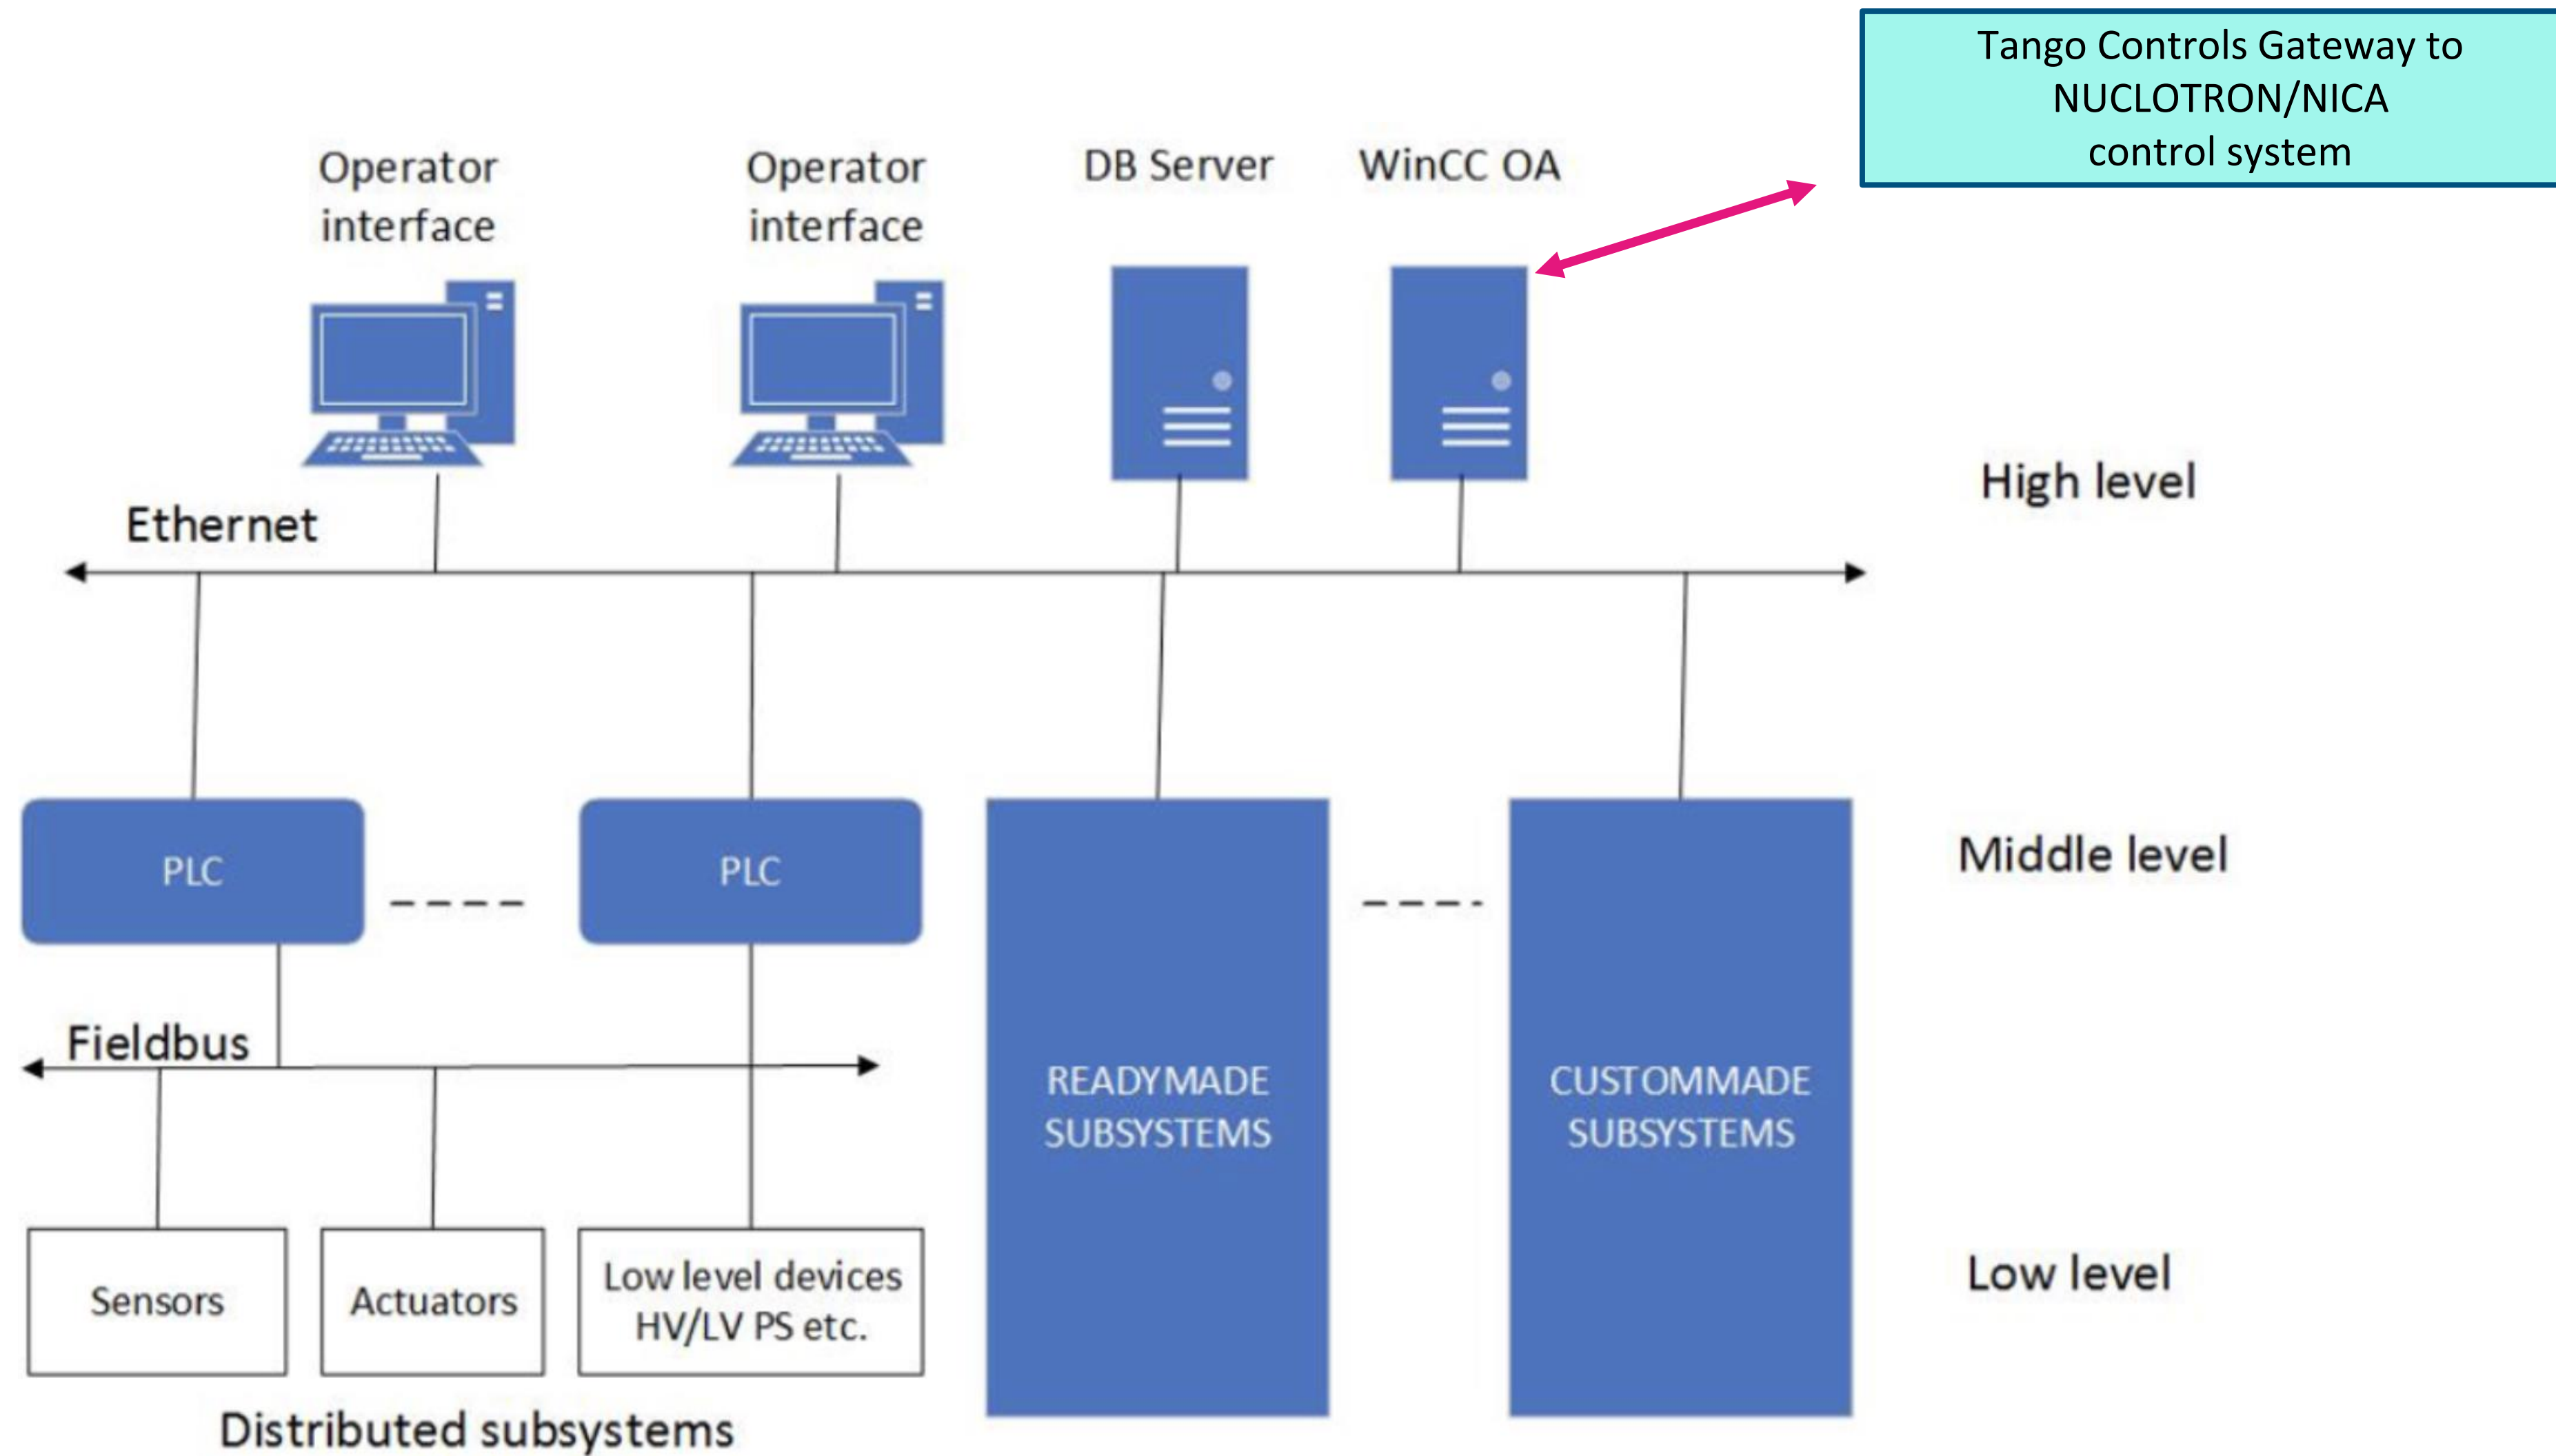 Tango Controls Gateway to
NUCLOTRON/NICA
control system
Operator
interface
Operator
interface
DB Server
WinCC OA
High level
Ethernet
PLC
PLC
Middle level
Fieldbus
READYMADE
SUBSYSTEMS
CUSTOMMADE
SUBSYSTEMS
Sensors
Actuators
Low level devices
HV/LV PS etc.
Low level
Distributed subsystems